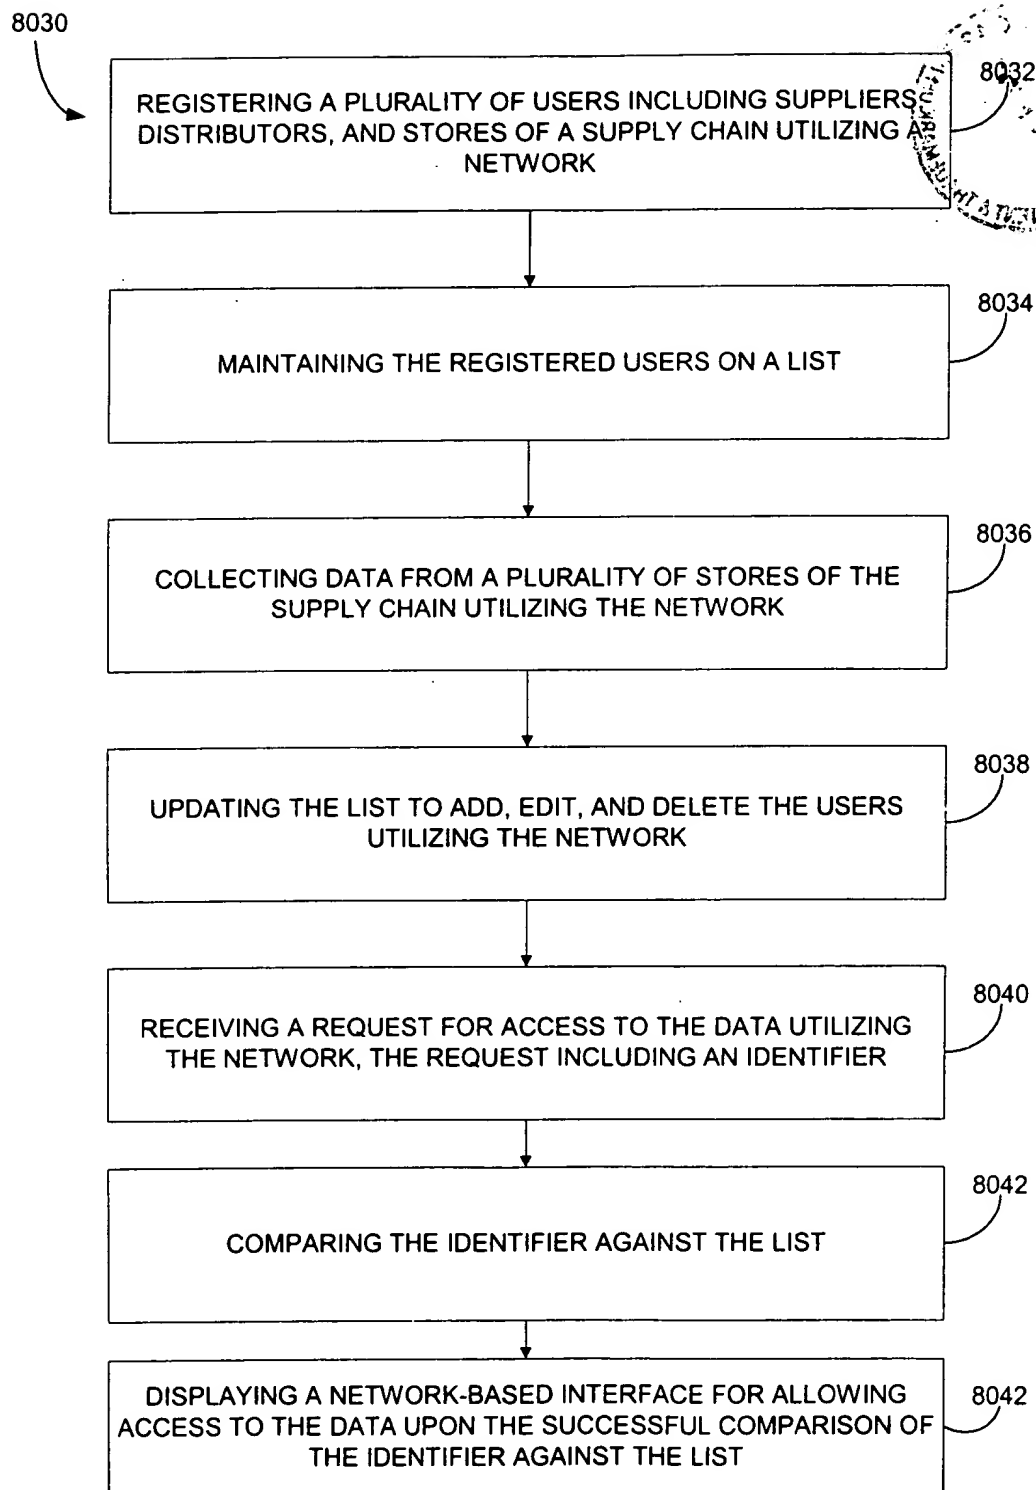 8030
8032
REGISTERING A PLURALITY OF USERS INCLUDING SUPPLIERS,
DISTRIBUTORS, AND STORES OF A SUPPLY CHAIN UTILIZING A
NETWORK
8034
MAINTAINING THE REGISTERED USERS ON A LIST
8036
COLLECTING DATA FROM A PLURALITY OF STORES OF THE
SUPPLY CHAIN UTILIZING THE NETWORK
8038
UPDATING THE LIST TO ADD, EDIT, AND DELETE THE USERS
UTILIZING THE NETWORK
8040
RECEIVING A REQUEST FOR ACCESS TO THE DATA UTILIZING
THE NETWORK, THE REQUEST INCLUDING AN IDENTIFIER
8042
COMPARING THE IDENTIFIER AGAINST THE LIST
8042
DISPLAYING A NETWORK-BASED INTERFACE FOR ALLOWING
ACCESS TO THE DATA UPON THE SUCCESSFUL COMPARISON OF
THE IDENTIFIER AGAINST THE LIST